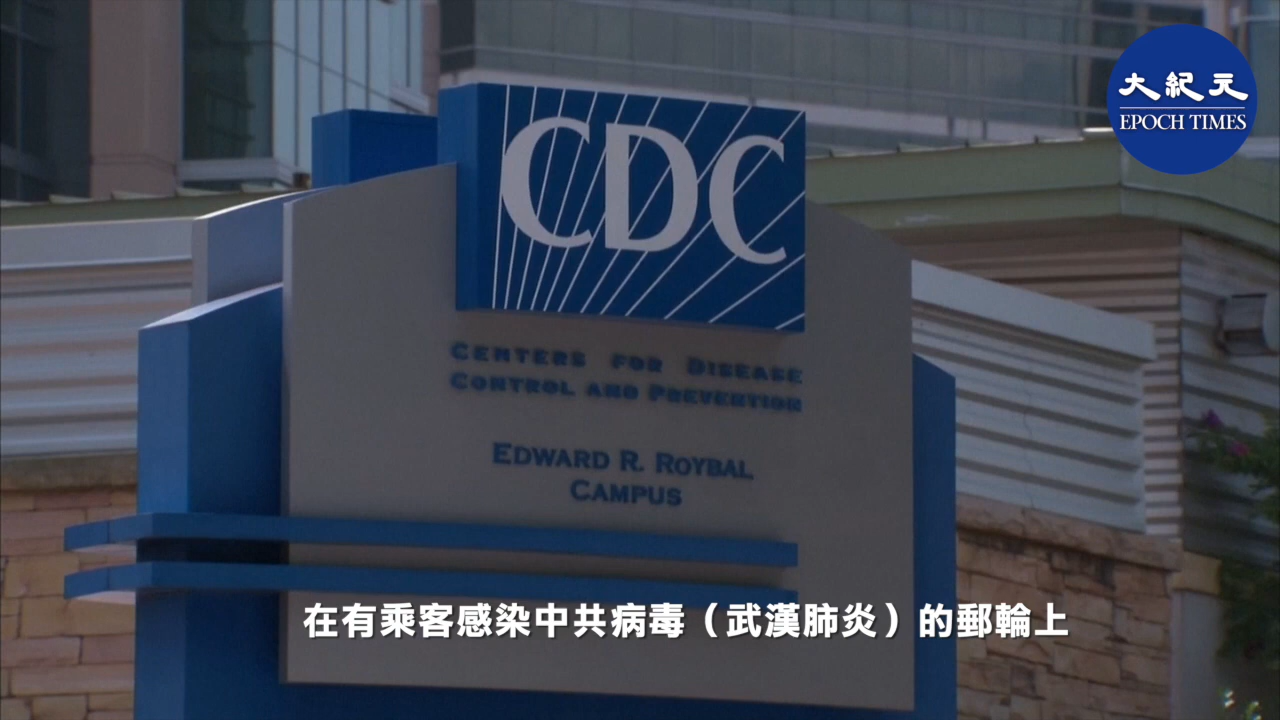 大紀元
EPOCH TIMES
CDC
CENTERS FOR DISEASE
CONTROL AND PREVENTION
EDWARD R. ROYBAL
CAMPUS
在有乘客感染中共病毒（武漢肺炎）的郵輪上